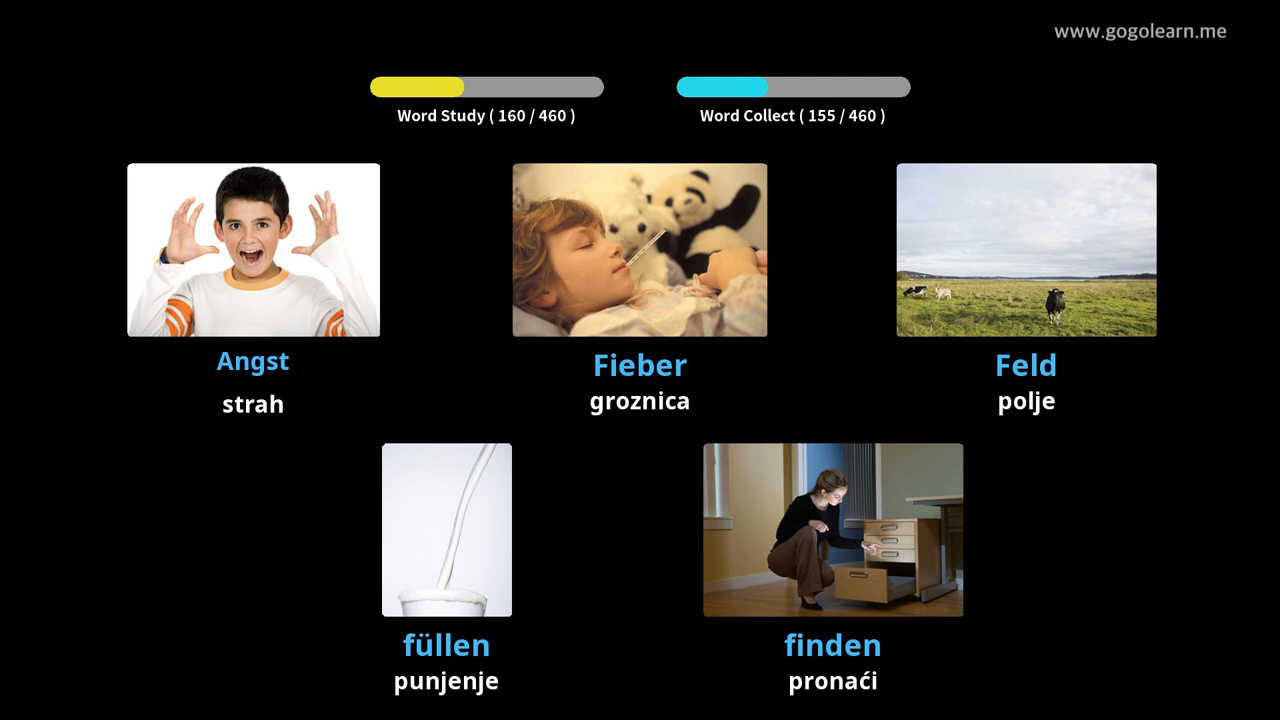 www.gogolearn.me
Word Study ( 160 / 460 )
Word Collect ( 155 / 460 )
Angst
strah
Fieber
groznica
Feld
polje
füllen
punjenje
finden
pronaći